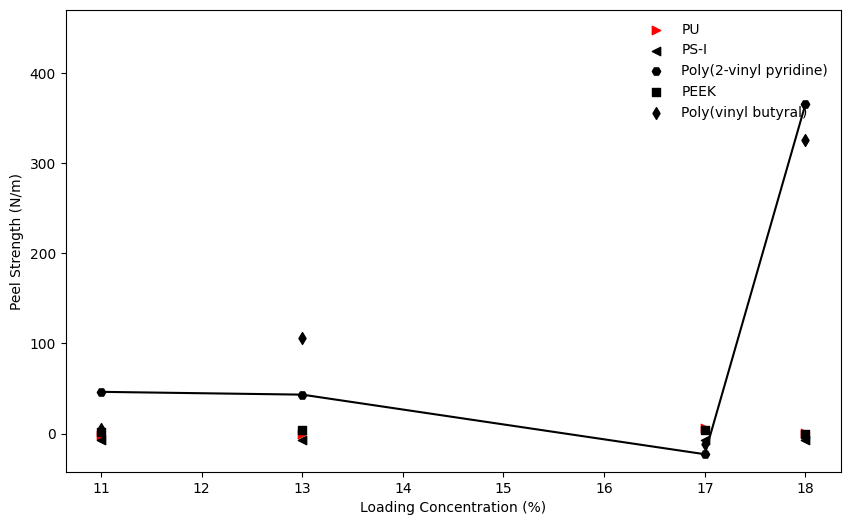 PU
PS-I
Poly(2-vinyl pyridine)
PEEK
Poly(vinyl butyral)
400
300
200
100
0
Peel Strength (N/m)
11 12 13 14 15 16 17 18
Loading Concentration (%)